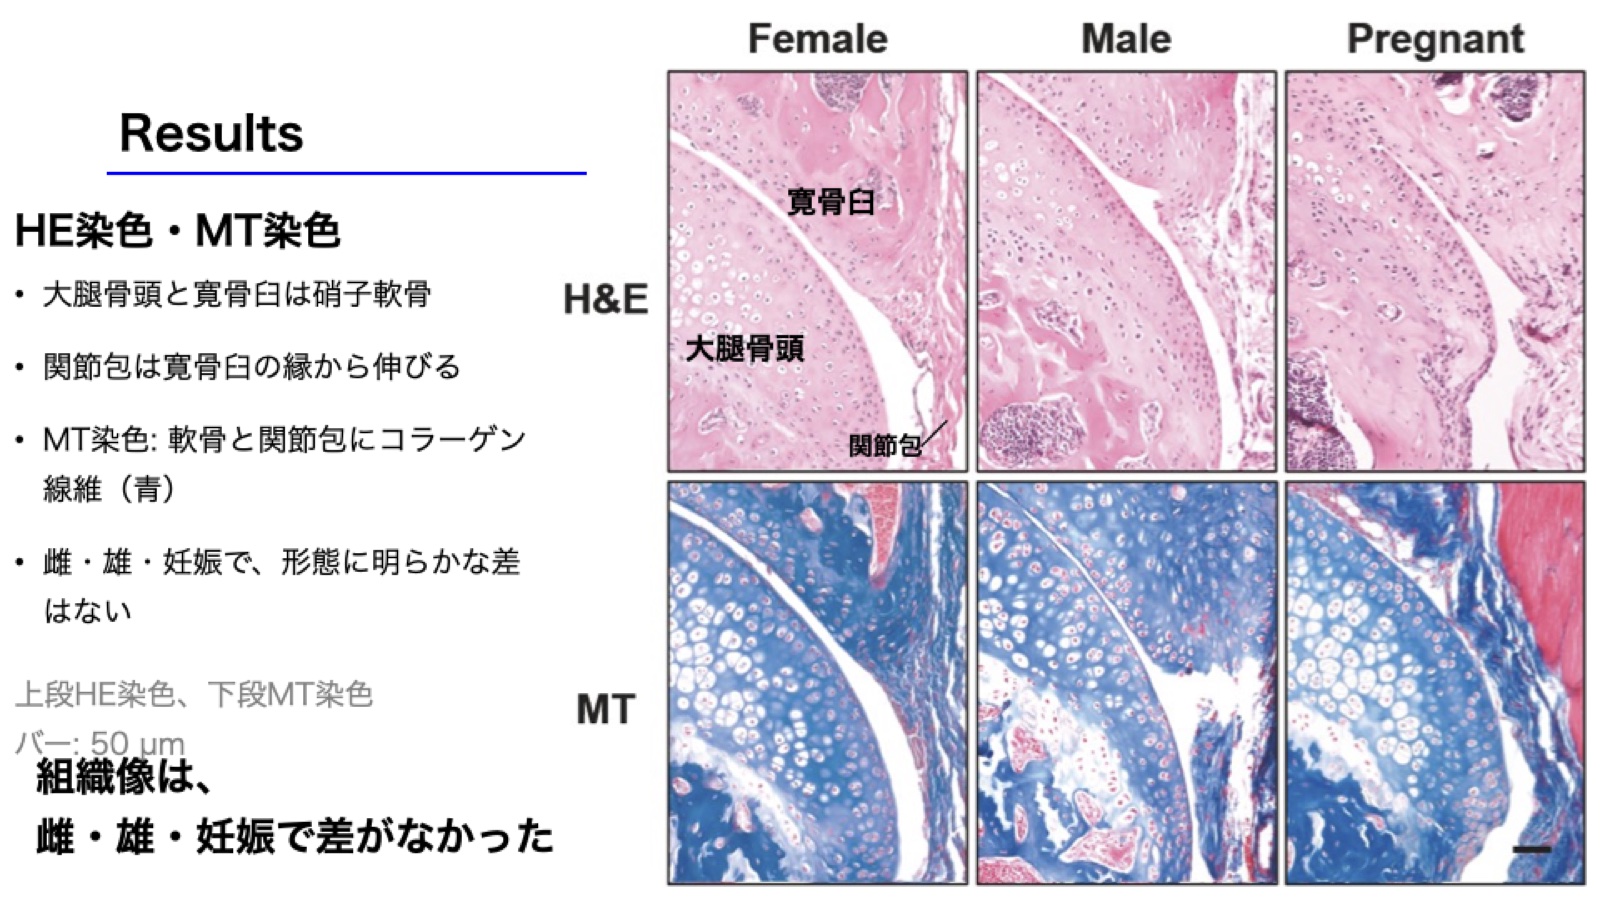 Results
HE染色・MT染色
• 大腿骨頭と寛骨臼は硝子軟骨
• 関節包は寛骨臼の縁から伸びる
• MT染色: 軟骨と関節包にコラーゲン
線維（青）
• 雌・雄・妊娠で、形態に明らかな差
はない
上段HE染色、下段MT染色
バー: 50 μm
組織像は、
雌・雄・妊娠で差がなかった
Female Male Pregnant
H&E
寛骨臼
大腿骨頭
関節包
MT